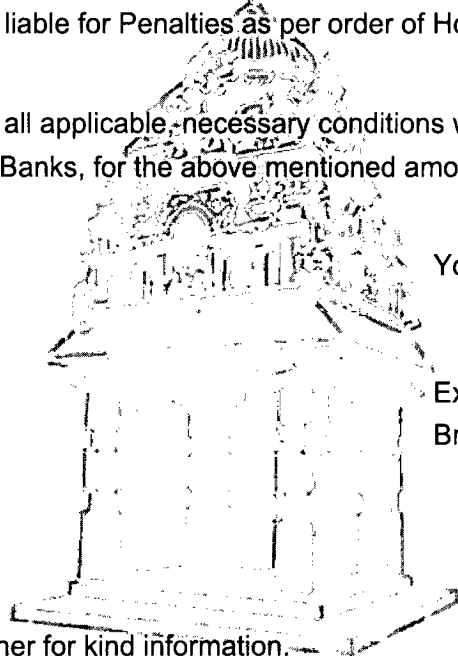 liable for Penalties as per order of Ho
all applicable, necessary conditions w
Banks, for the above mentioned amo
Yo
Ex
Br
ner for kind information.